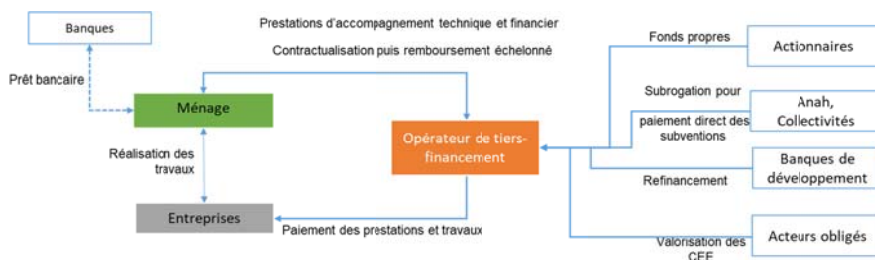 Banques
Prestations d'accompagnement technique et financier
Contractualisation puis remboursement échelonné
Prêt bancaire
Ménage
Réalisation des
travaux
Entreprises
Opérateur de tiers-
financement
Paiement des prestations et travaux
Fonds propres
Actionnaires
Subrogation pour
paiement direct des
subventions
Anah,
Collectivités
Refinancement
Banques de
développement
Valorisation des
CEE
Acteurs obligés